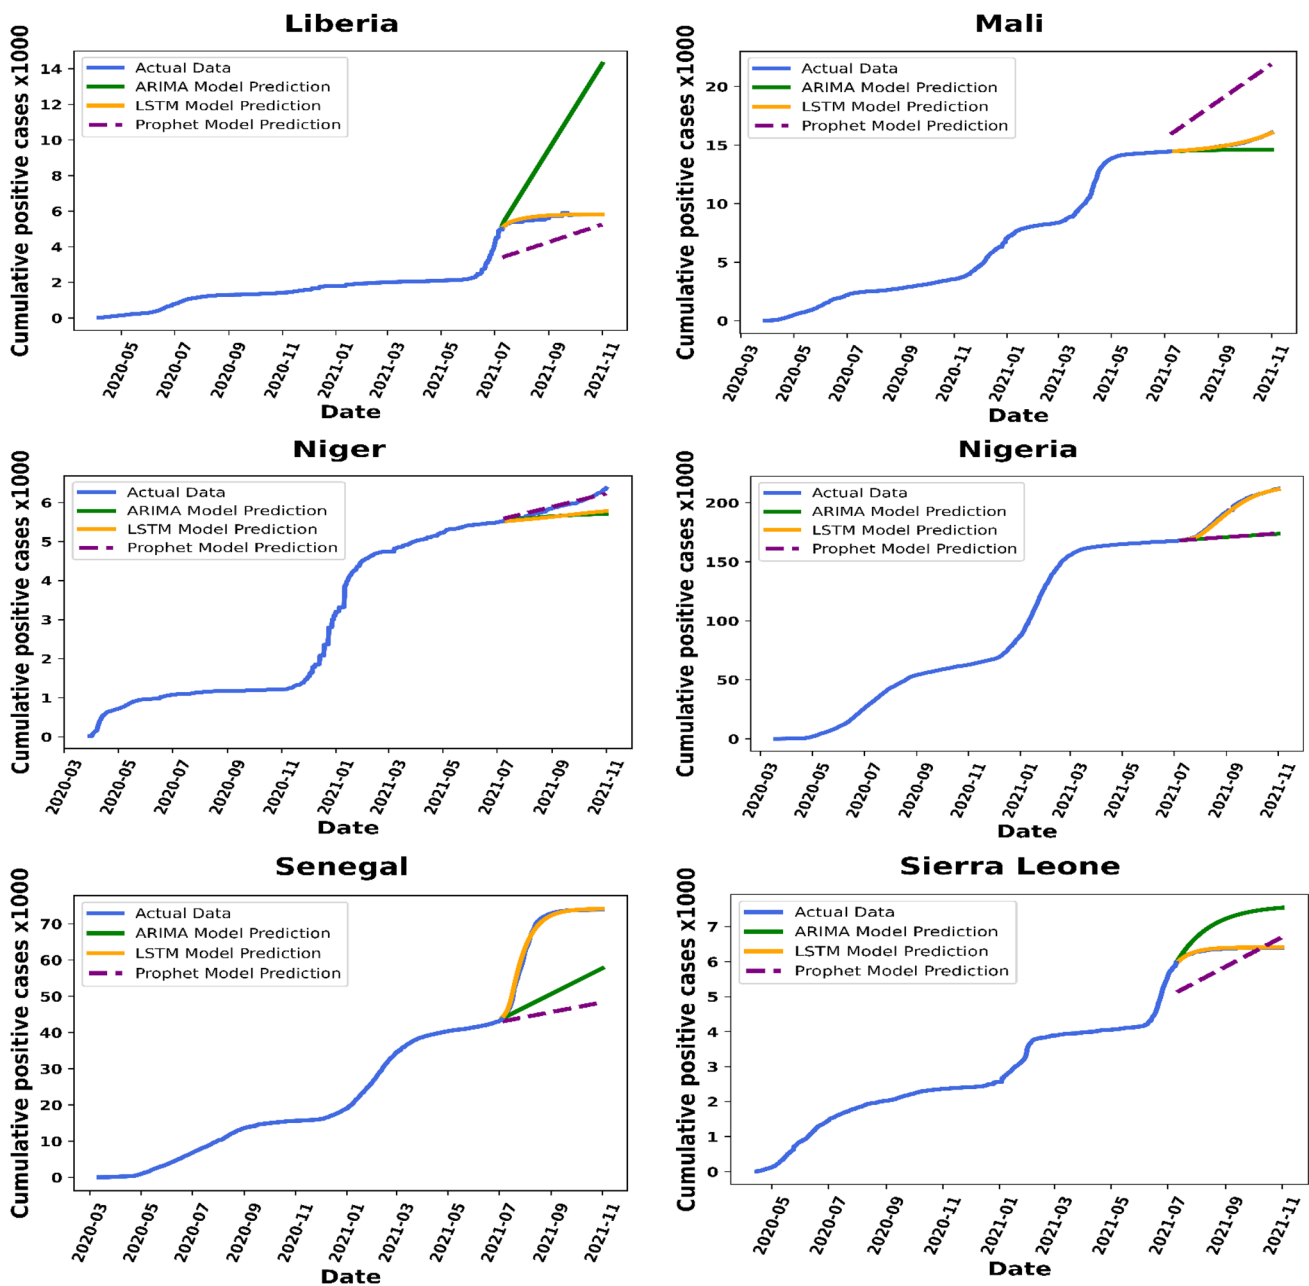 Liberia
Cumulative positive cases x1000
14
12
10
8
6
4
2
0
Actual Data
ARIMA Model Prediction
LSTM Model Prediction
Prophet Model Prediction
2020-05
2020-07
2020-09
2020-11
2021-01
2021-03
2021-05
2021-07
2021-09
2021-11
Date
Mali
Cumulative positive cases x1000
20
15
10
5
0
Actual Data
ARIMA Model Prediction
LSTM Model Prediction
Prophet Model Prediction
2020-03
2020-05
2020-07
2020-09
2020-11
2021-01
2021-03
2021-05
2021-07
2021-09
2021-11
Date
Niger
Cumulative positive cases x1000
6
5
4
3
2
1
0
Actual Data
ARIMA Model Prediction
LSTM Model Prediction
Prophet Model Prediction
2020-03
2020-05
2020-07
2020-09
2020-11
2021-01
2021-03
2021-05
2021-07
2021-09
2021-11
Date
Nigeria
Cumulative positive cases x1000
200
150
100
50
0
Actual Data
ARIMA Model Prediction
LSTM Model Prediction
Prophet Model Prediction
2020-03
2020-05
2020-07
2020-09
2020-11
2021-01
2021-03
2021-05
2021-07
2021-09
2021-11
Date
Senegal
Cumulative positive cases x1000
70
60
50
40
30
20
10
0
Actual Data
ARIMA Model Prediction
LSTM Model Prediction
Prophet Model Prediction
2020-03
2020-05
2020-07
2020-09
2020-11
2021-01
2021-03
2021-05
2021-07
2021-09
2021-11
Date
Sierra Leone
Cumulative positive cases x1000
7
6
5
4
3
2
1
0
Actual Data
ARIMA Model Prediction
LSTM Model Prediction
Prophet Model Prediction
2020-05
2020-07
2020-09
2020-11
2021-01
2021-03
2021-05
2021-07
2021-09
2021-11
Date